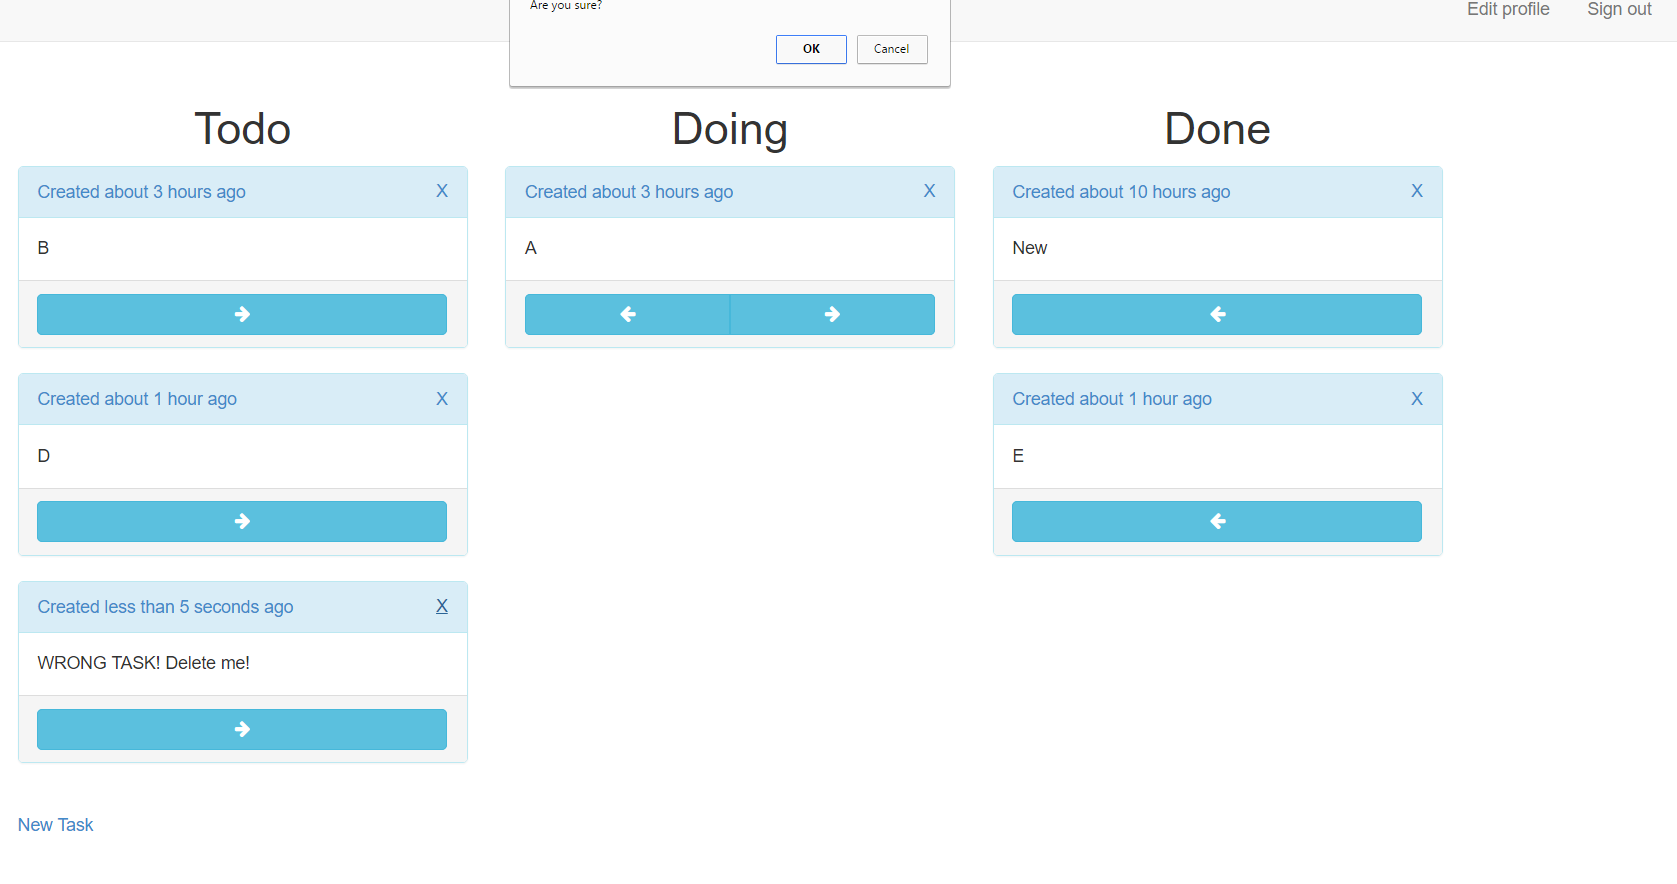 Are you sure?
OK Cancel
Edit profile Sign out
Todo
Created about 3 hours ago X
B
Created about 1 hour ago X
D
Created less than 5 seconds ago X
WRONG TASK! Delete me!
Doing
Created about 3 hours ago X
A
Done
Created about 10 hours ago X
New
Created about 1 hour ago X
E
New Task